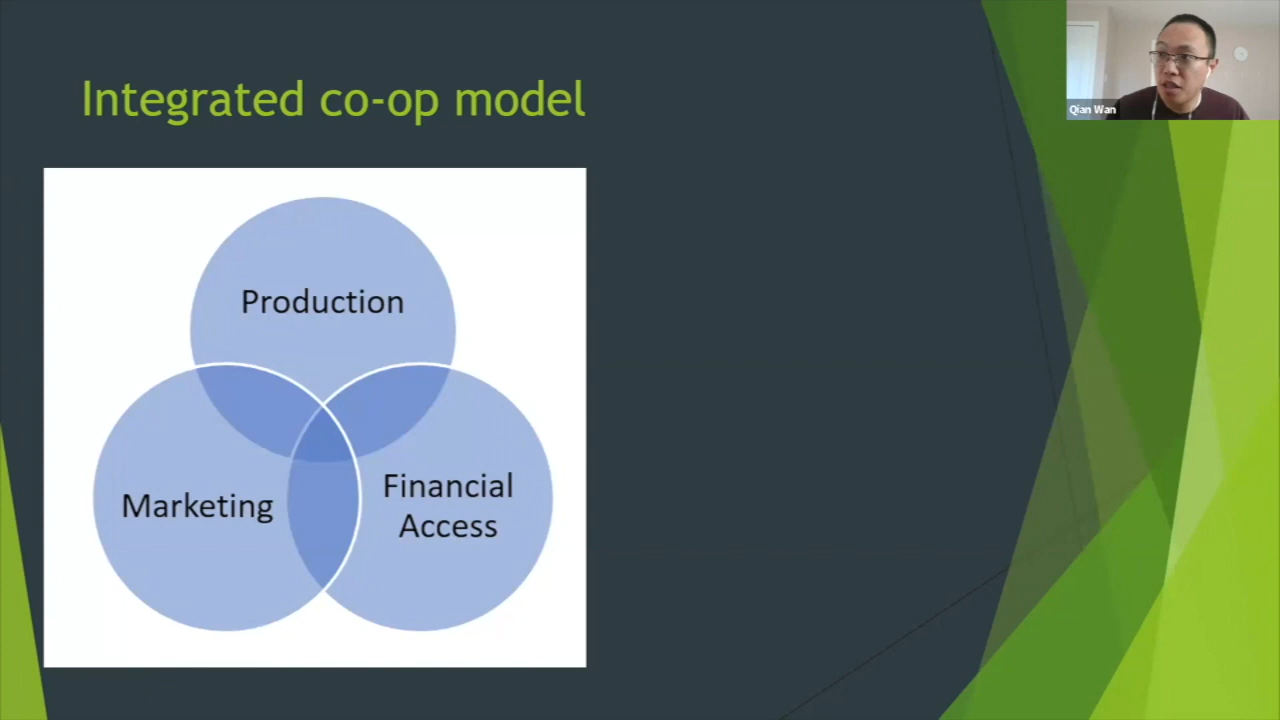 Integrated co-op model
Qian Wan
Production
Marketing
Financial
Access